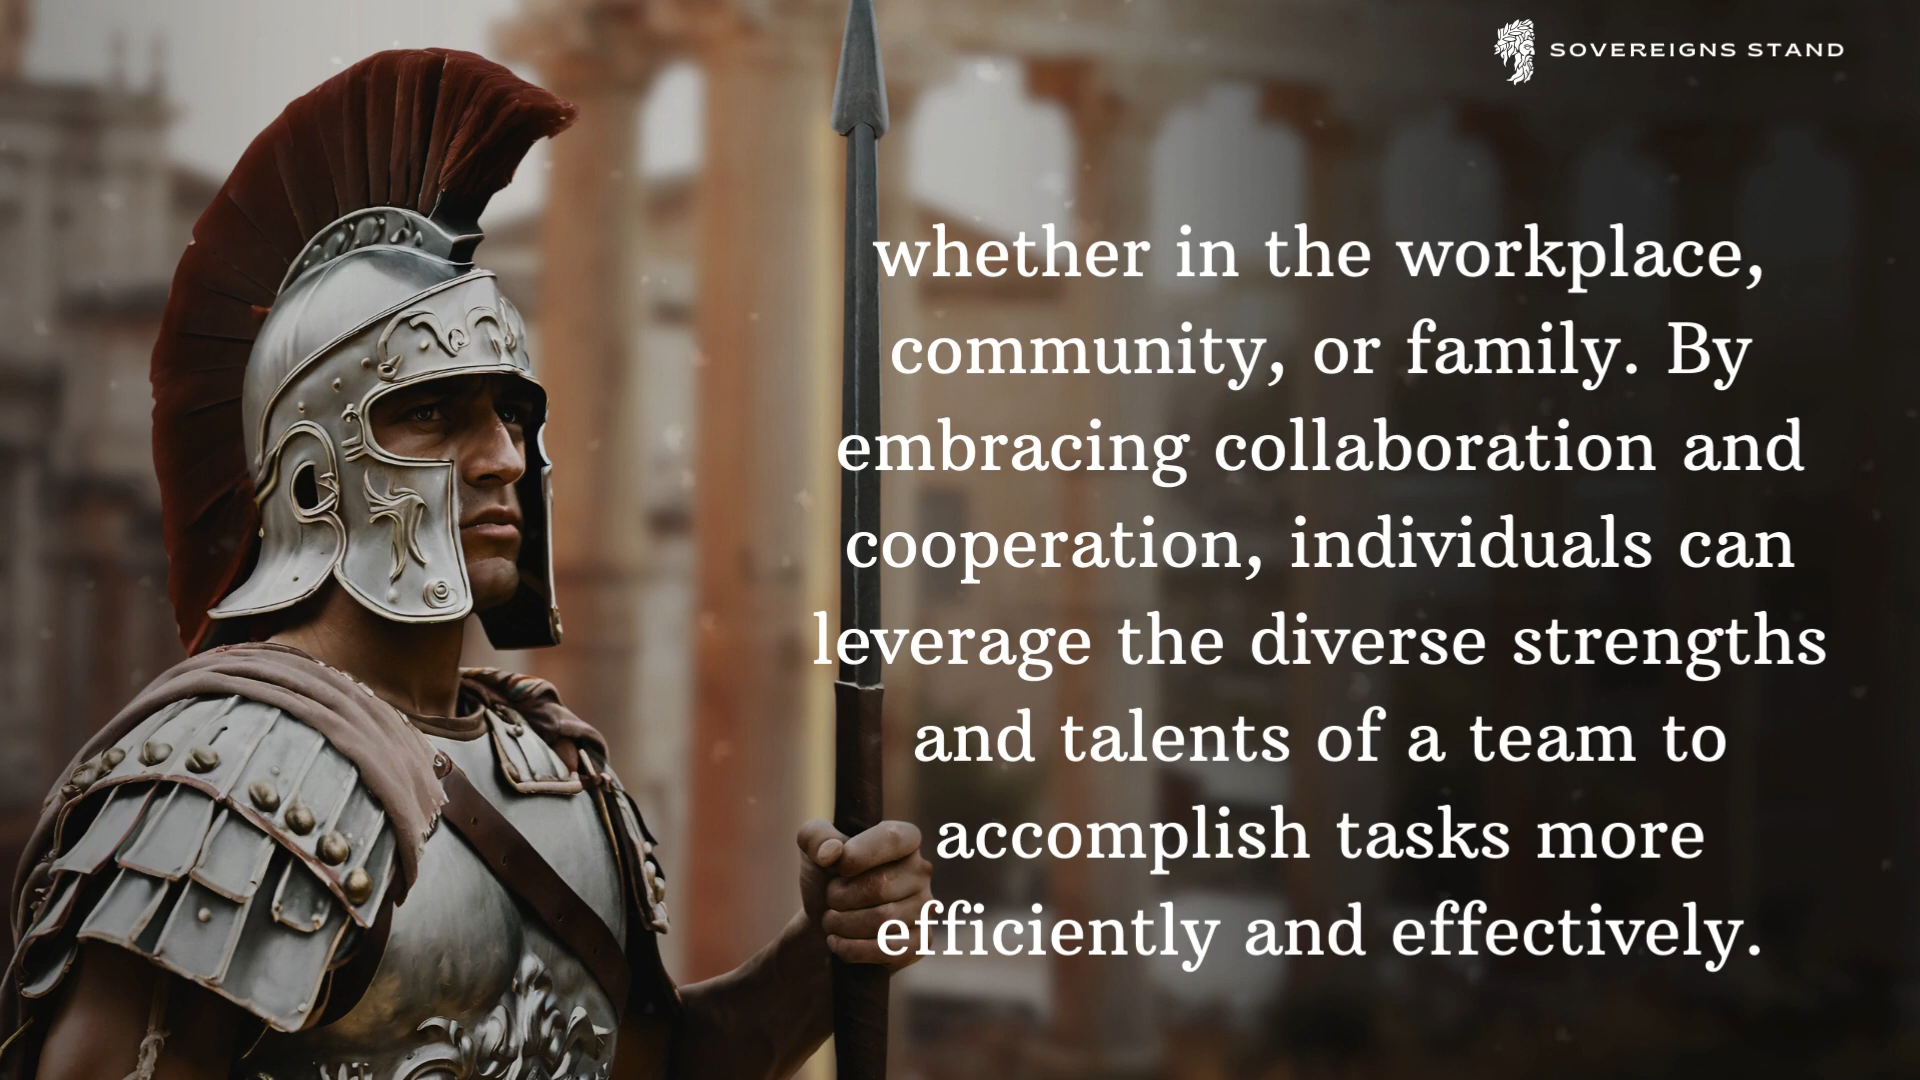 SOVEREIGNS STAND
whether in the workplace,
community, or family. By
embracing collaboration and
cooperation, individuals can
leverage the diverse strengths
and talents of a team to
accomplish tasks more
efficiently and effectively.